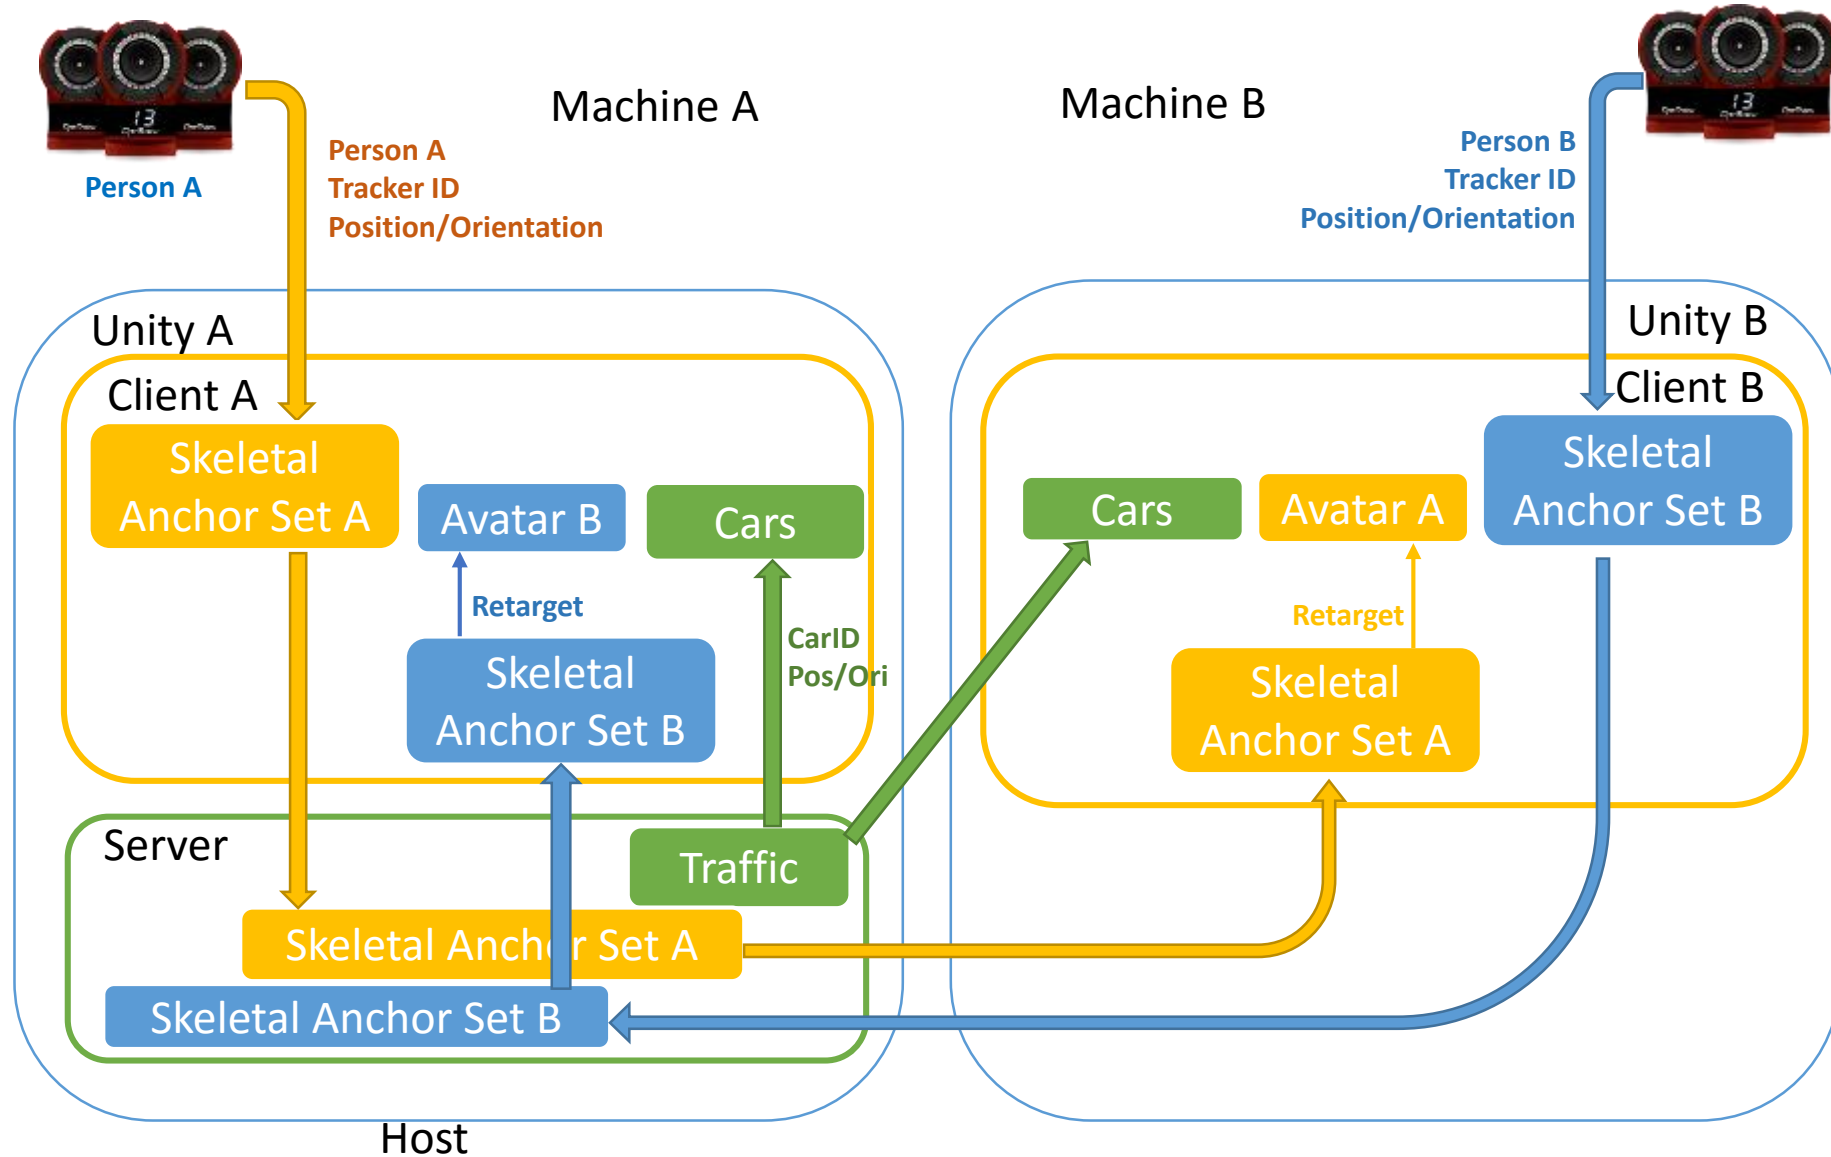 Machine A
Machine B
13
13
Person A
Person A
Tracker ID
Position/Orientation
Person B
Tracker ID
Position/Orientation
Unity A
Client A
Skeletal
Anchor Set A
Avatar B
Cars
Retarget
Skeletal
Anchor Set B
CarID
Pos/Ori
Server
Traffic
Skeletal Anchor Set A
Skeletal Anchor Set B
Host
Unity B
Client B
Cars
Avatar A
Skeletal
Anchor Set B
Retarget
Skeletal
Anchor Set A